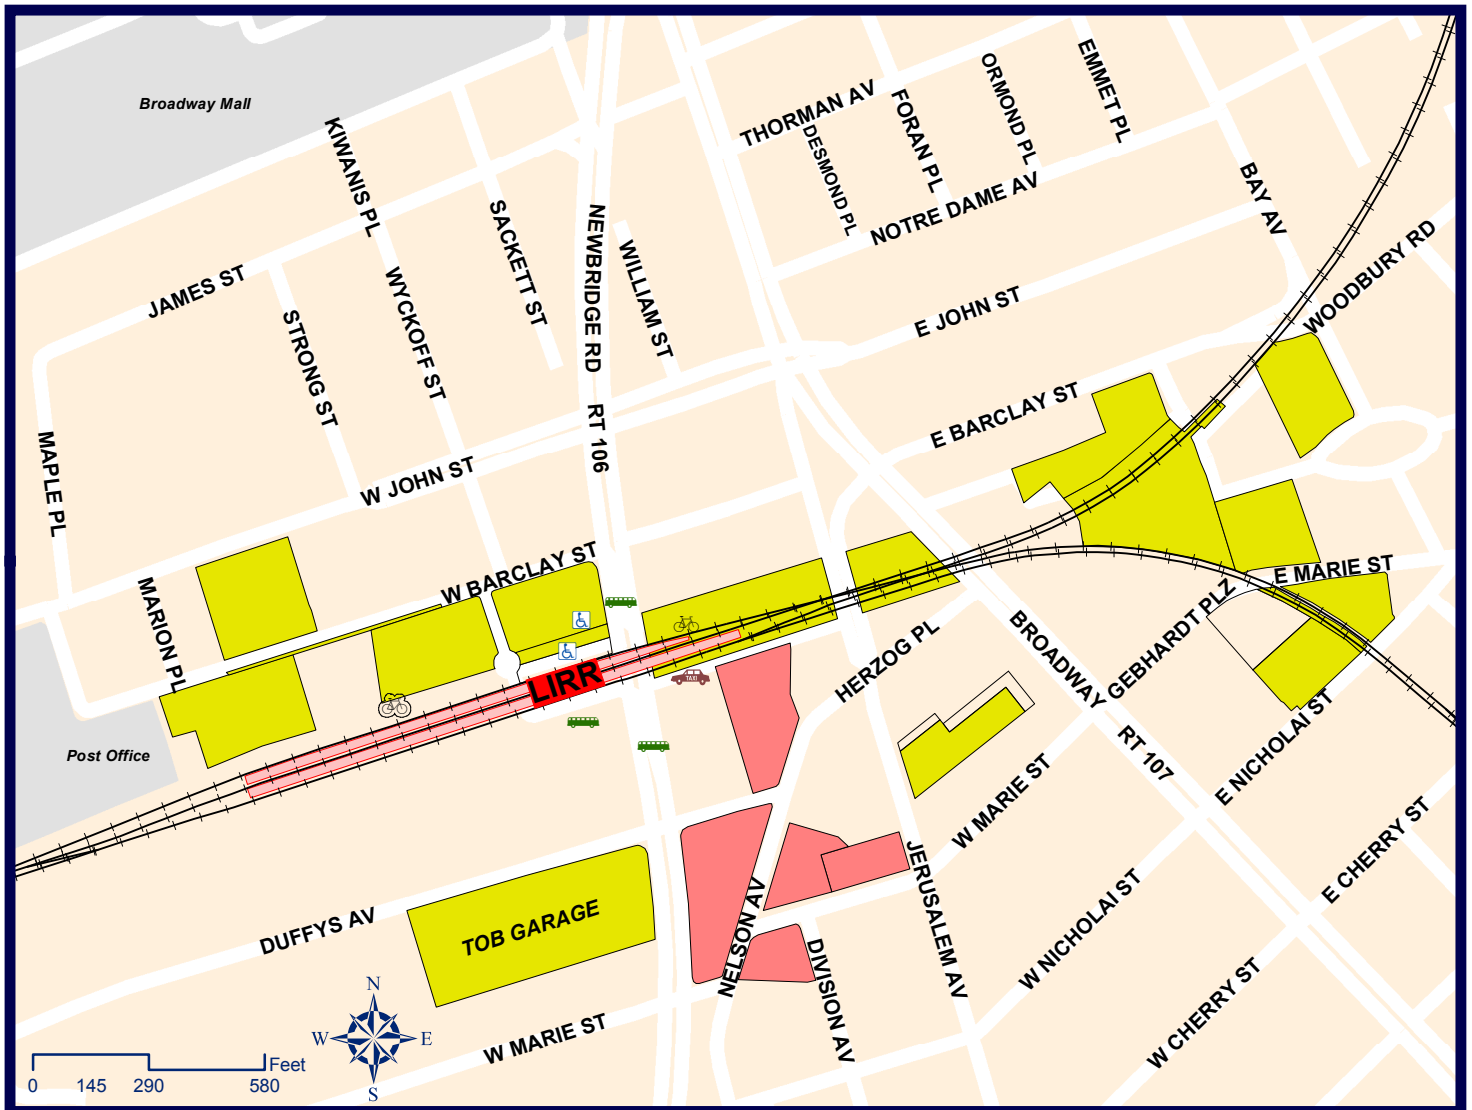 Broadway Mall
KIWANIS PL
THORMAN AV
DESMOND PL
FORAN PL
ORMOND PL
EMMET PL
NOTRE DAME AV
BAY AV
WOODBURY RD
JAMES ST
STRONG ST
WYCKOFF ST
SACKETT ST
NEWBRIDGE RD
RT 106
WILLIAM ST
E JOHN ST
E BARCLAY ST
MAPLE PL
W JOHN ST
W BARCLAY ST
MARION PL
LIRR
TAXI
Post Office
HERZOG PL
BROADWAY
RT 107
GEBHARDT PLZ
E MARIE ST
E NICHOLAI ST
W MARIE ST
E CHERRY ST
JERUSALEM AV
W NICHOLAI ST
W CHERRY ST
DUFFYS AV
TOB GARAGE
NELSON AV
DIVISION AV
W MARIE ST
N
W
E
S
Feet
0 145 290 580